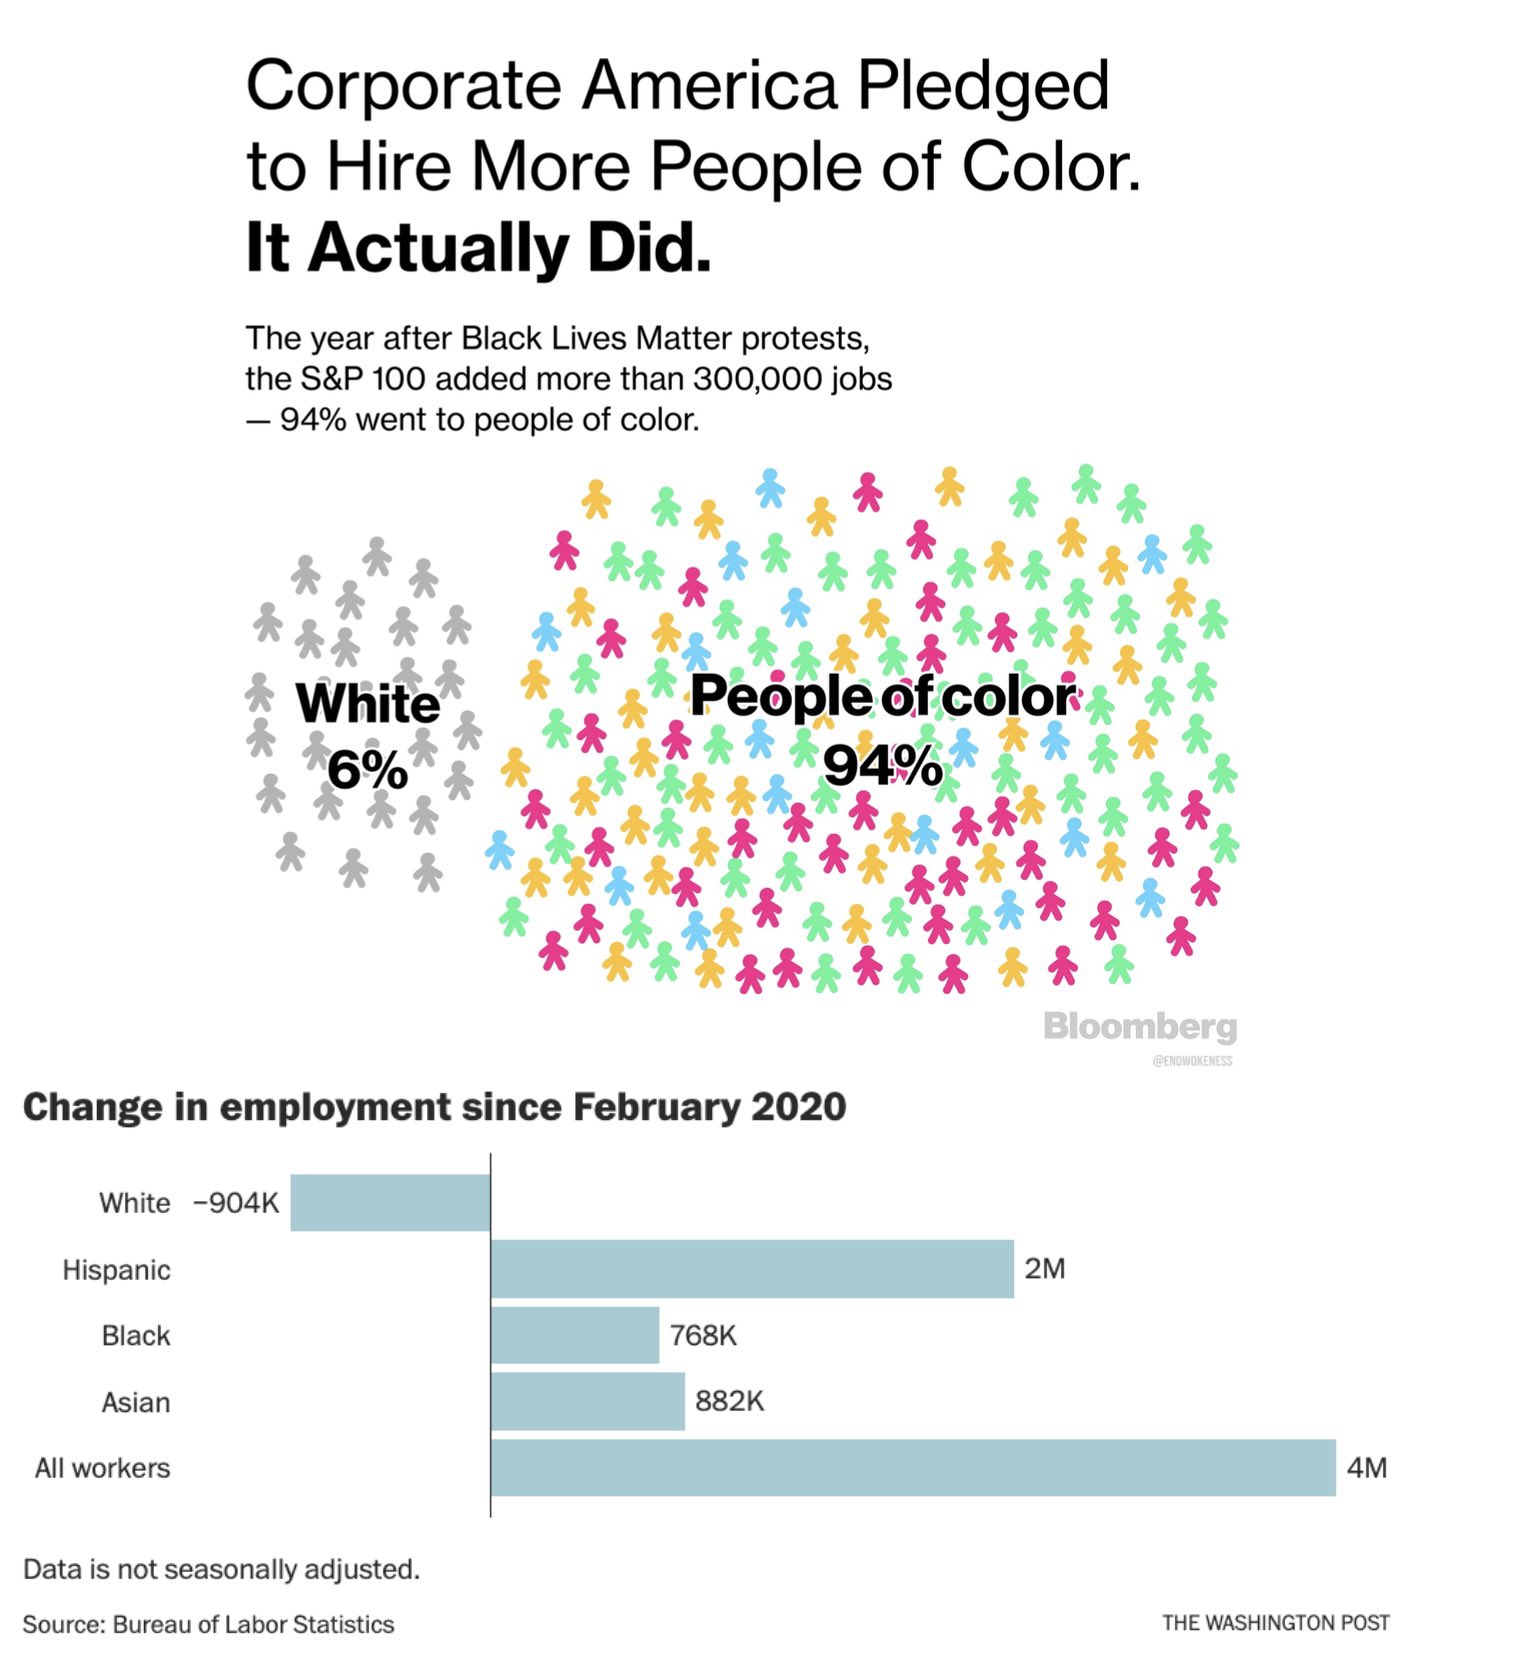 Corporate America Pledged
to Hire More People of Color.
It Actually Did.
The year after Black Lives Matter protests,
the S&P 100 added more than 300,000 jobs
— 94% went to people of color.
White
6%
People of color
94%
Bloomberg
@ENDWOKENESS
Change in employment since February 2020
White −904K
Hispanic 2M
Black 768K
Asian 882K
All workers 4M
Data is not seasonally adjusted.
Source: Bureau of Labor Statistics
THE WASHINGTON POST